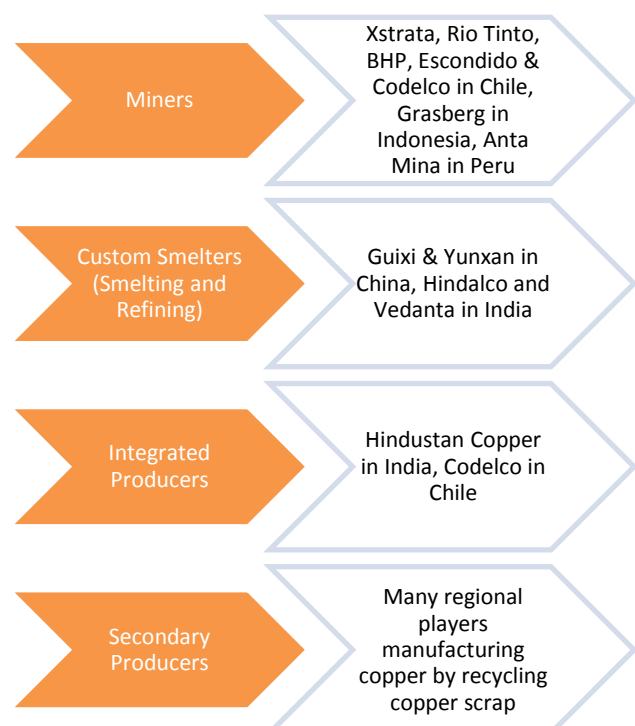 Miners
Xstrata, Rio Tinto,
BHP, Escondido &
Codelco in Chile,
Grasberg in
Indonesia, Anta
Mina in Peru
Custom Smelters
(Smelting and
Refining)
Guixi & Yunxan in
China, Hindalco and
Vedanta in India
Integrated
Producers
Hindustan Copper
in India, Codelco in
Chile
Secondary
Producers
Many regional
players
manufacturing
copper by recycling
copper scrap